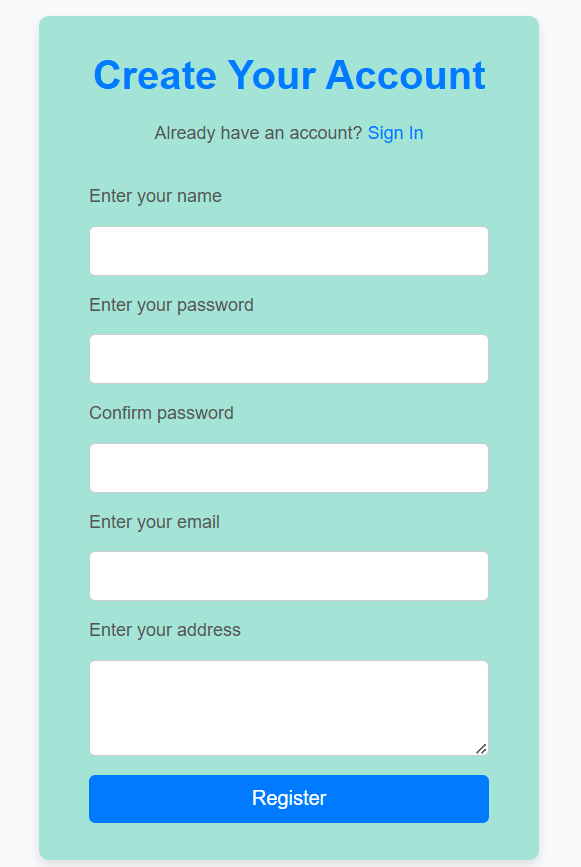 Create Your Account
Already have an account? Sign In
Enter your name
Enter your password
Confirm password
Enter your email
Enter your address
Register